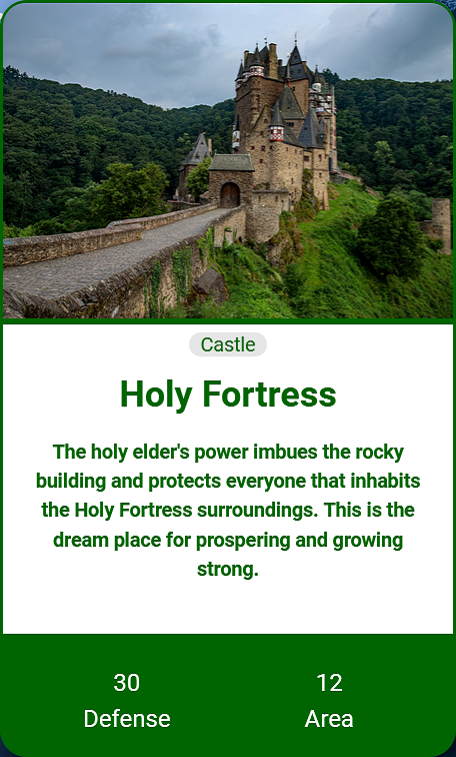 Castle
Holy Fortress
The holy elder's power imbues the rocky
building and protects everyone that inhabits
the Holy Fortress surroundings. This is the
dream place for prospering and growing
strong.
30 12
Defense Area